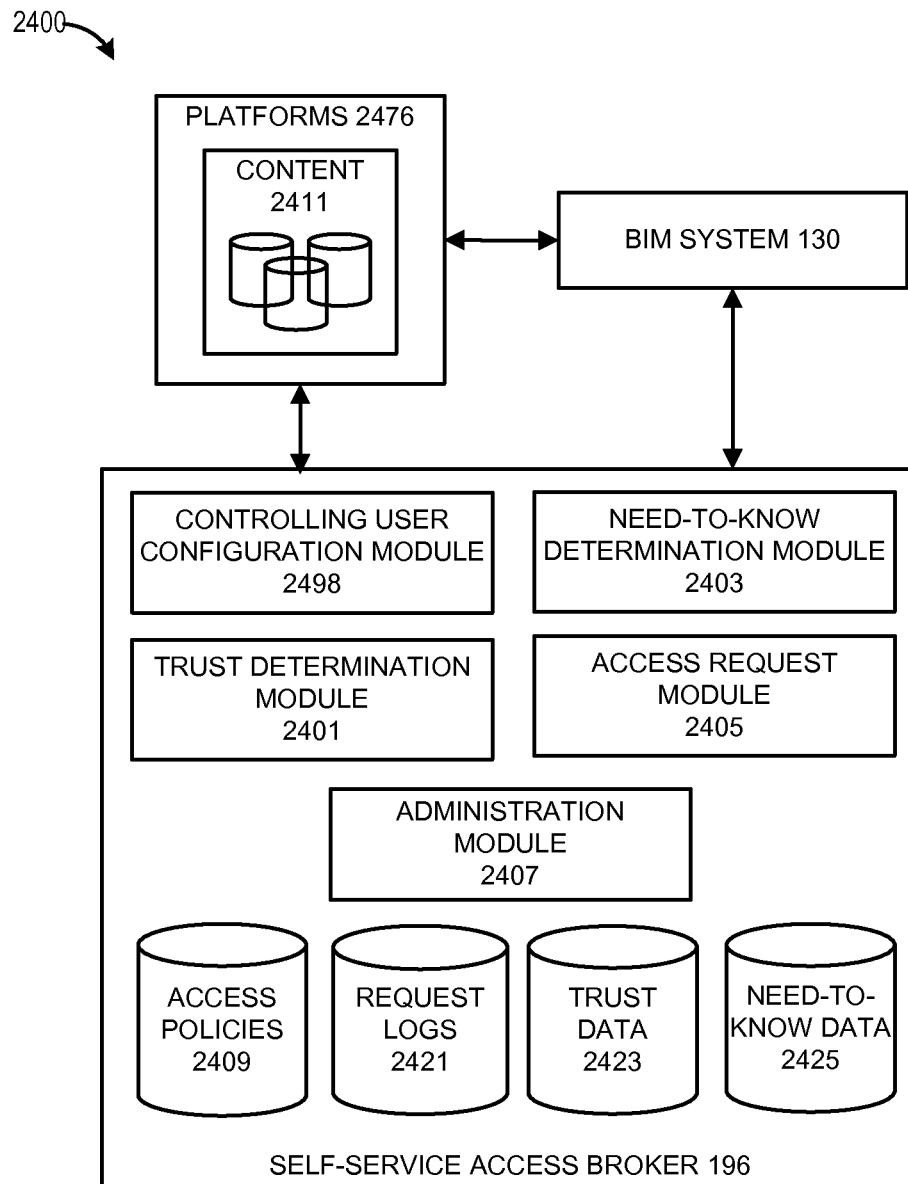 2400
PLATFORMS 2476
CONTENT
2411
BIM SYSTEM 130
CONTROLLING USER
CONFIGURATION MODULE
2498
NEED-TO-KNOW
DETERMINATION MODULE
2403
TRUST DETERMINATION
MODULE
2401
ACCESS REQUEST
MODULE
2405
ADMINISTRATION
MODULE
2407
ACCESS
POLICIES
2409
REQUEST
LOGS
2421
TRUST
DATA
2423
NEED-TO-
KNOW DATA
2425
SELF-SERVICE ACCESS BROKER 196